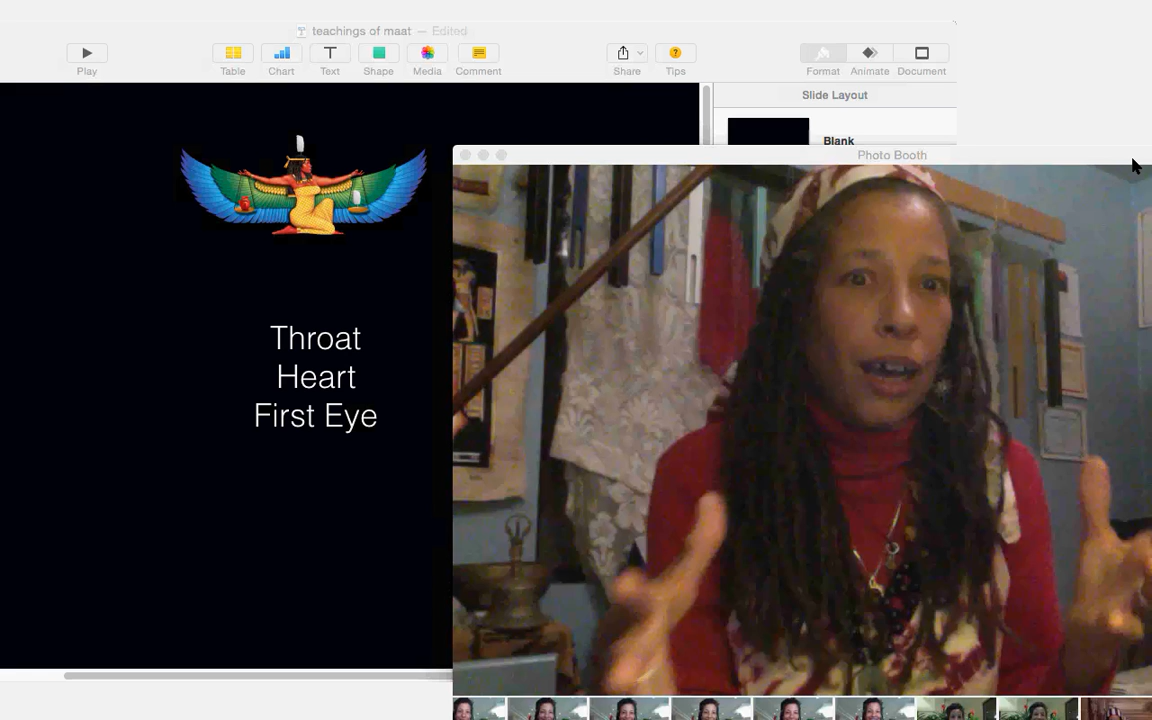 teachings of maat — Edited
Play
Table
Chart
Text
Shape
Media
Comment
Share
Tips
Format
Animate
Document
Slide Layout
Blank
Photo Booth
Throat
Heart
First Eye